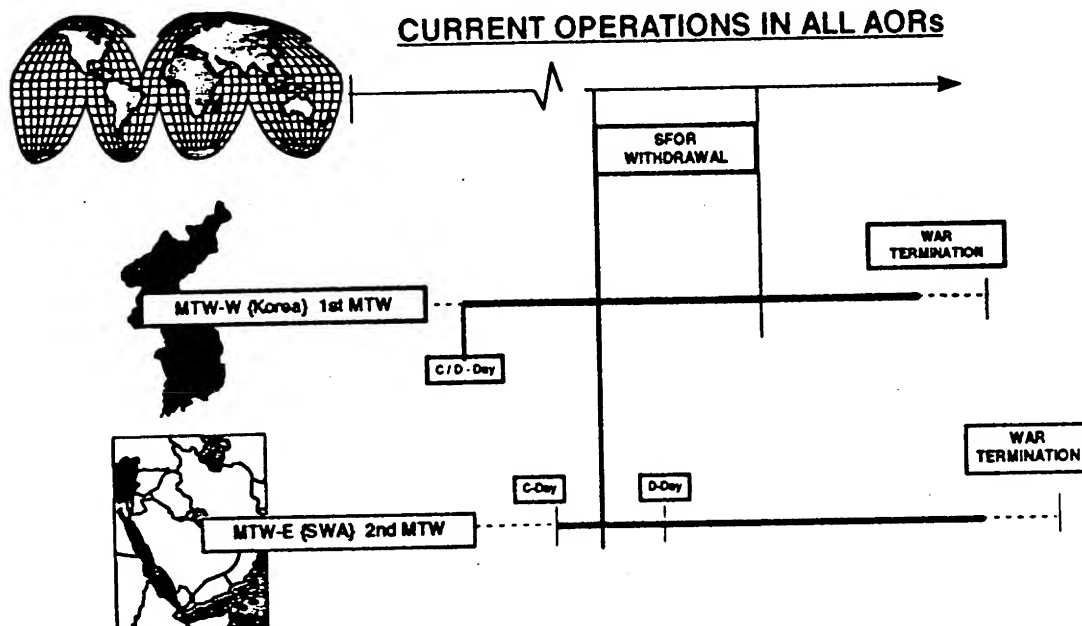 CURRENT OPERATIONS IN ALL AORs
SFOR
WITHDRAWAL
WAR
TERMINATION
MTW-W {Korea} 1st MTW
C / D - Day
WAR
TERMINATION
C-Day
D-Day
MTW-E {SWA} 2nd MTW